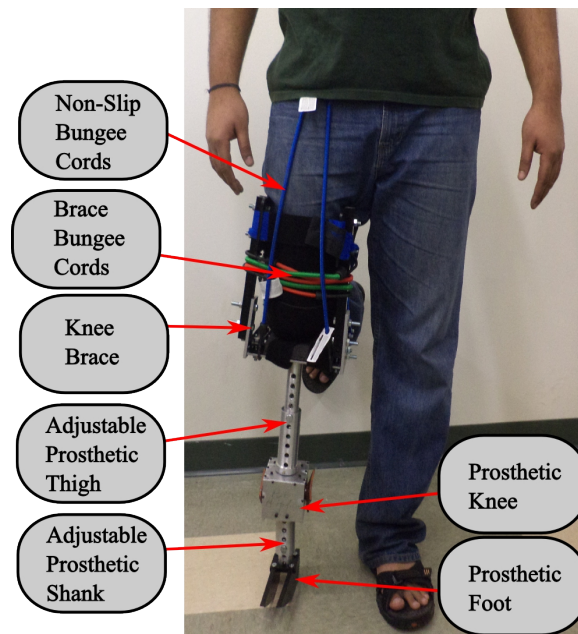 Non-Slip
Bungee
Cords
Brace
Bungee
Cords
Knee
Brace
Adjustable
Prosthetic
Thigh
Adjustable
Prosthetic
Shank
Prosthetic
Knee
Prosthetic
Foot